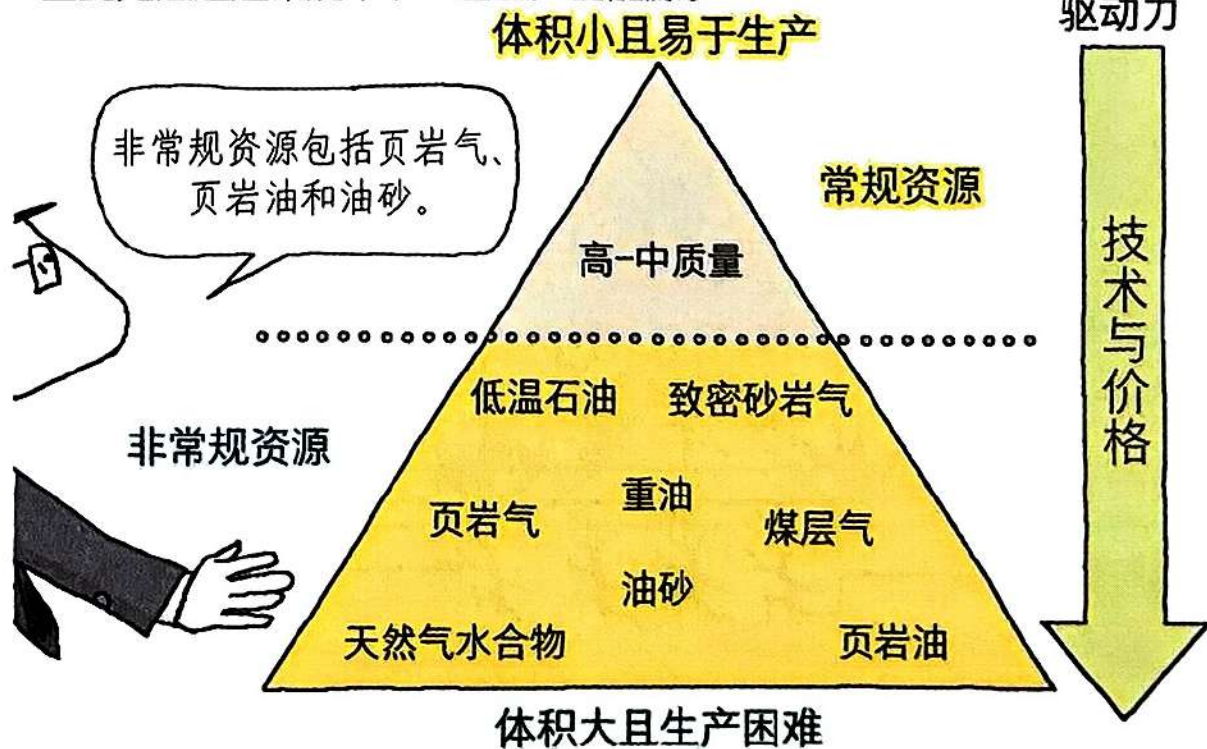 驱动力
体积小且易于生产
非常规资源包括页岩气、
页岩油和油砂。
常规资源
高-中质量
技术与价格
低温石油 致密砂岩气
非常规资源
重油
页岩气 煤层气
油砂
天然气水合物 页岩油
体积大且生产困难